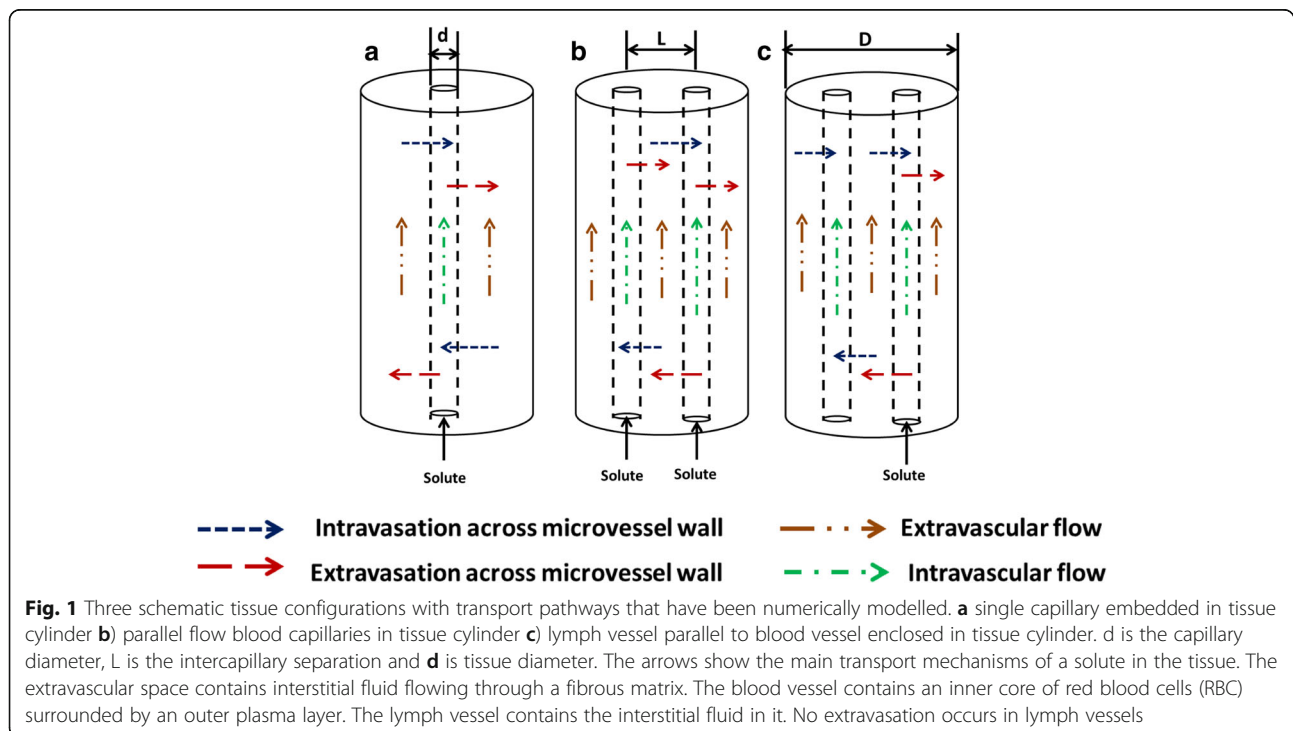 d
L
D
a
b
c
Solute
Solute
Solute
Solute
Intravasation across microvessel wall
Extravascular flow
Extravasation across microvessel wall
Intravascular flow
Fig. 1 Three schematic tissue configurations with transport pathways that have been numerically modelled. a single capillary embedded in tissue
cylinder b) parallel flow blood capillaries in tissue cylinder c) lymph vessel parallel to blood vessel enclosed in tissue cylinder. d is the capillary
diameter, L is the intercapillary separation and d is tissue diameter. The arrows show the main transport mechanisms of a solute in the tissue. The
extravascular space contains interstitial fluid flowing through a fibrous matrix. The blood vessel contains an inner core of red blood cells (RBC)
surrounded by an outer plasma layer. The lymph vessel contains the interstitial fluid in it. No extravasation occurs in lymph vessels